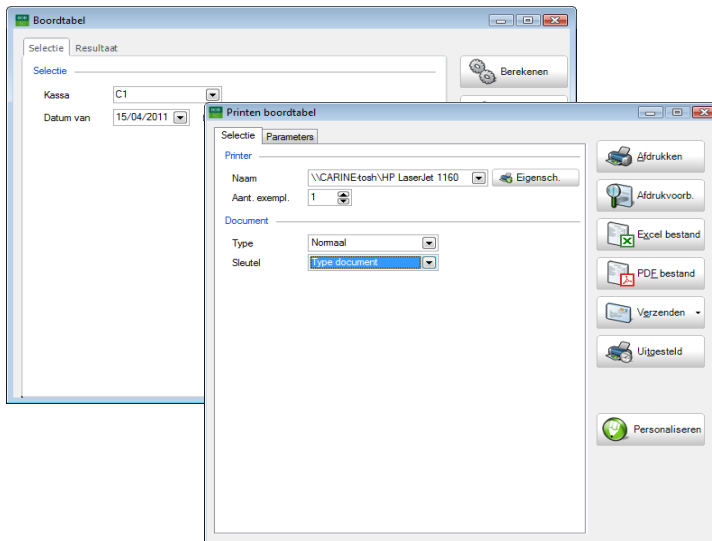 Boordtabel
Selectie Resultaat
Selectie
Berekenen
Kassa C1
Datum van 15/04/2011
Printen boordtabel
Selectie Parameters
Printer
Naam \\CARINE-tosh\HP LaserJet 1160 Eigensch.
Aant. exempl. 1
Document
Type Normaal
Sleutel Type document
Afdrukken
Afdrukvoorb.
Excel bestand
PDF bestand
Verzenden
Uitgesteld
Personaliseren